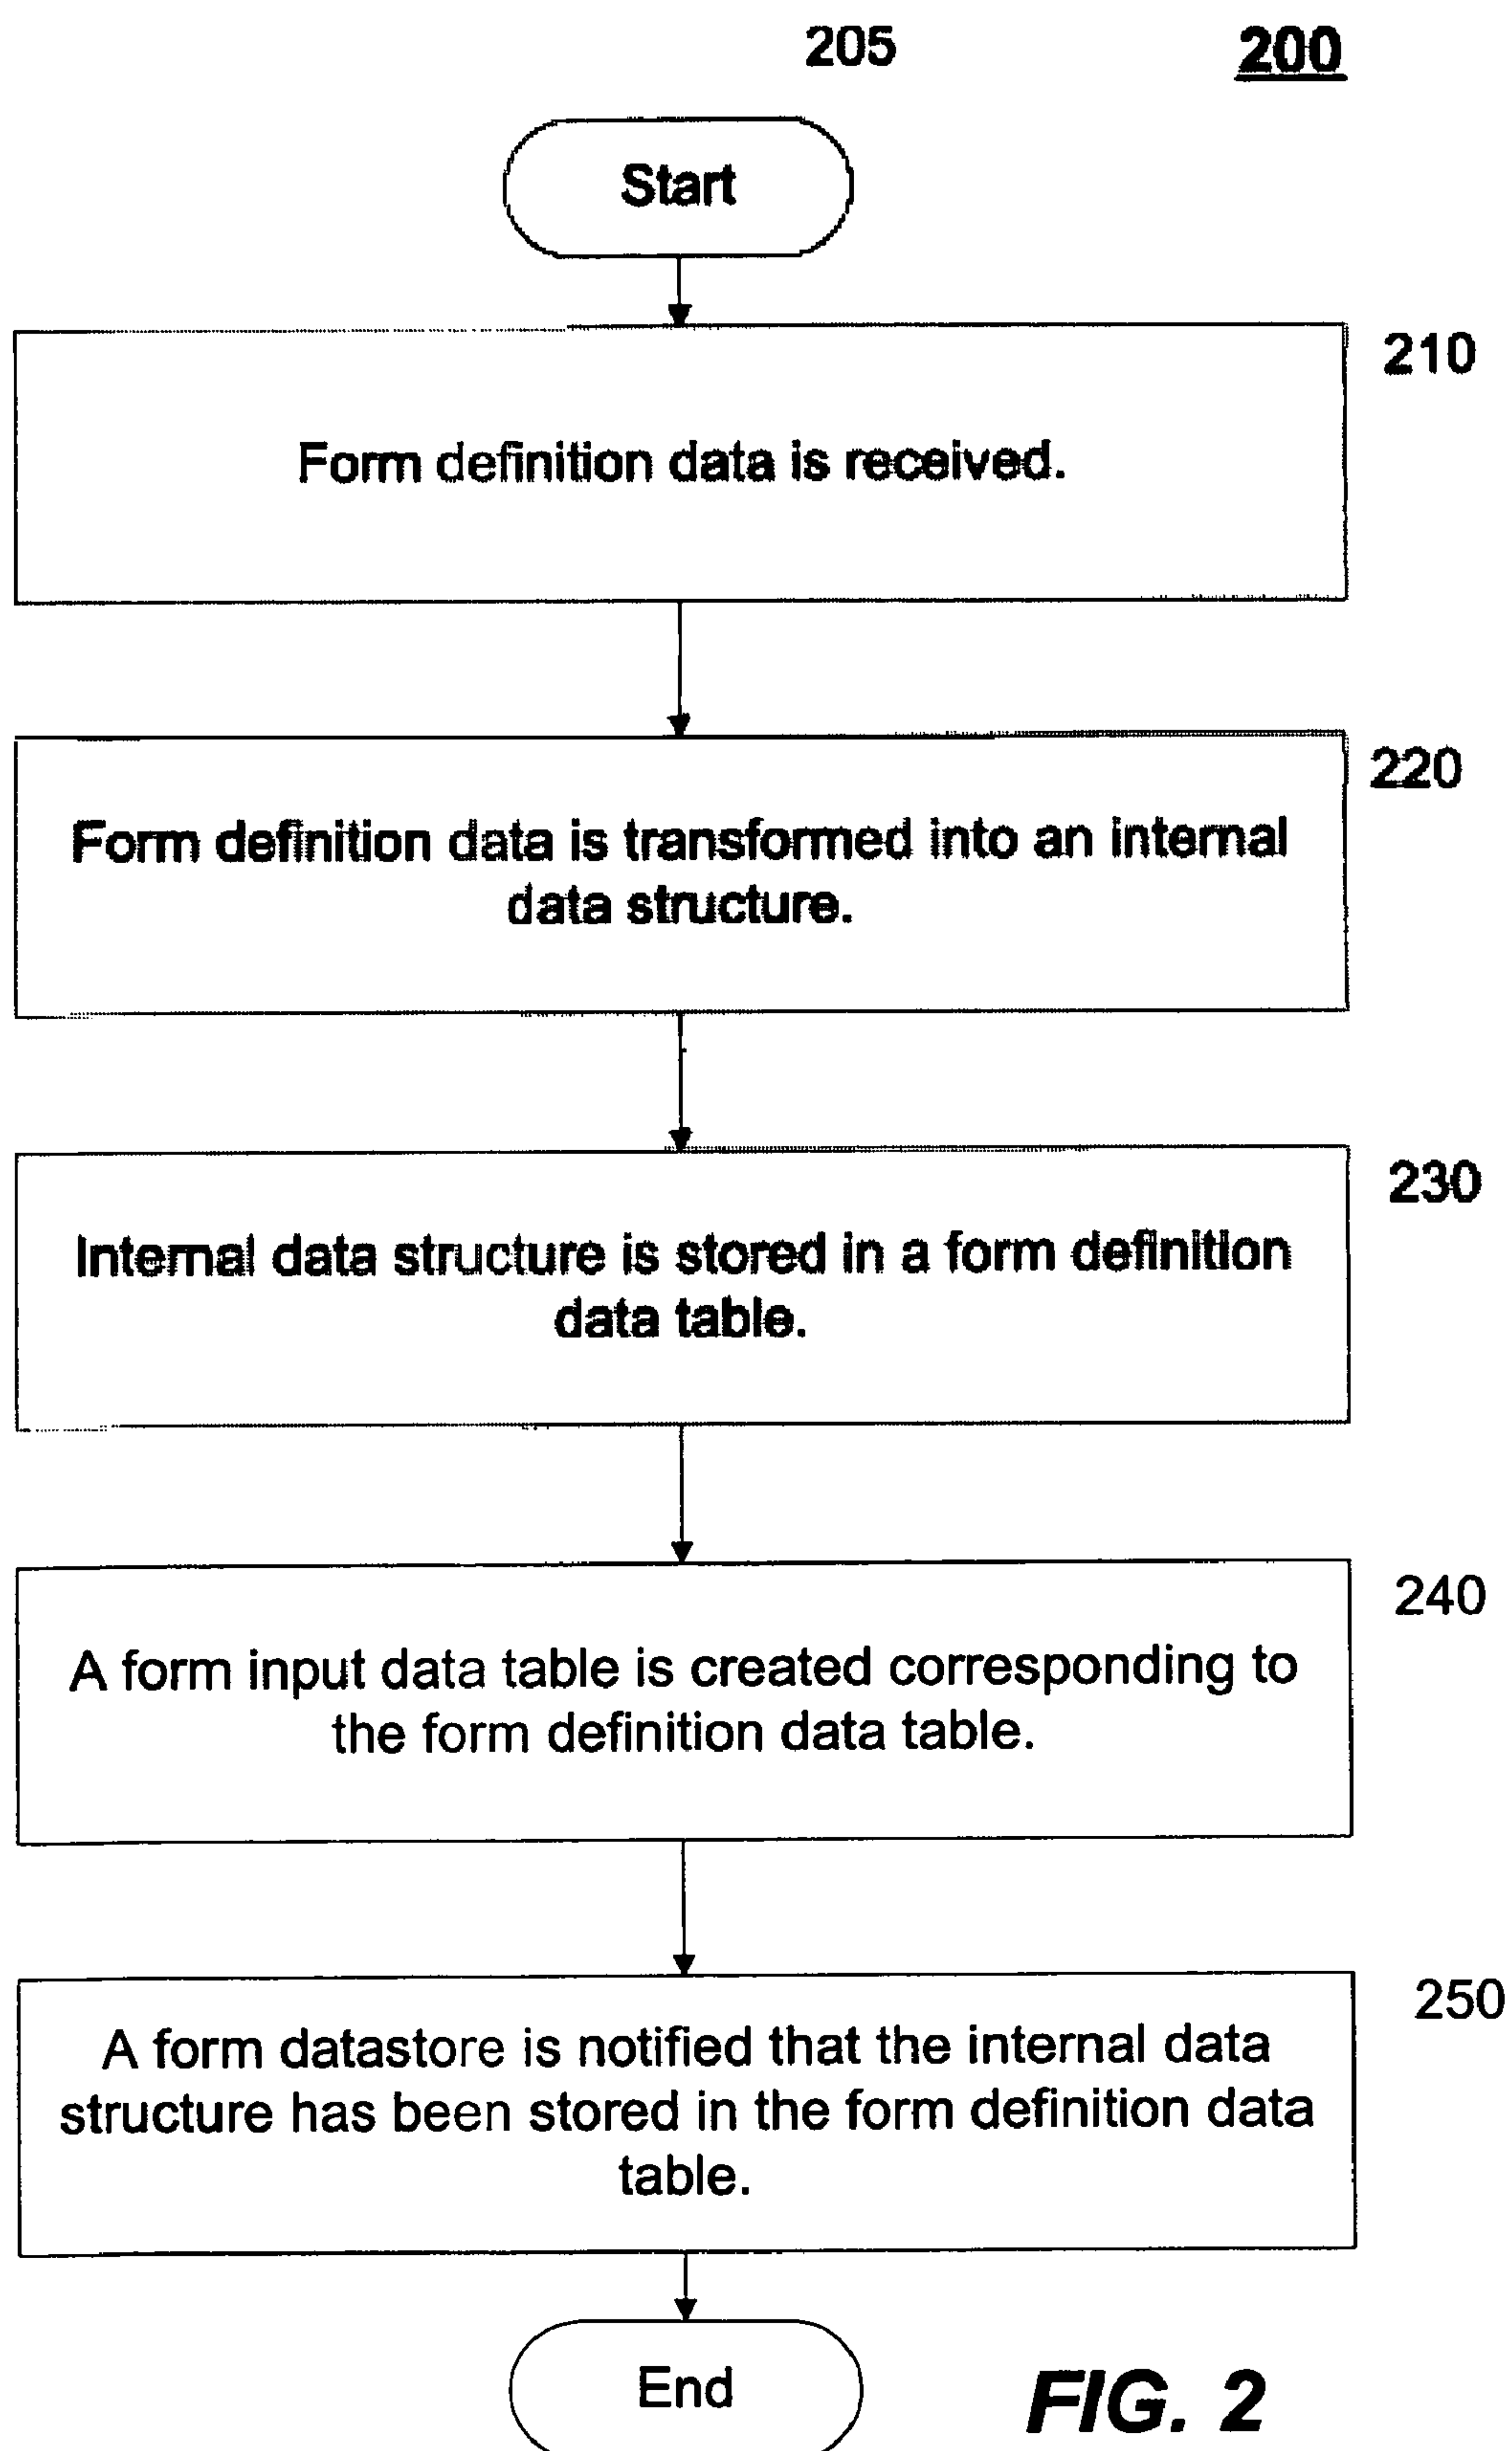 205
200
Start
210
Form definition data is received.
220
Form definition data is transformed into an internal
data structure.
230
Internal data structure is stored in a form definition
data table.
240
A form input data table is created corresponding to
the form definition data table.
250
A form datastore is notified that the internal data
structure has been stored in the form definition data
table.
End
FIG. 2